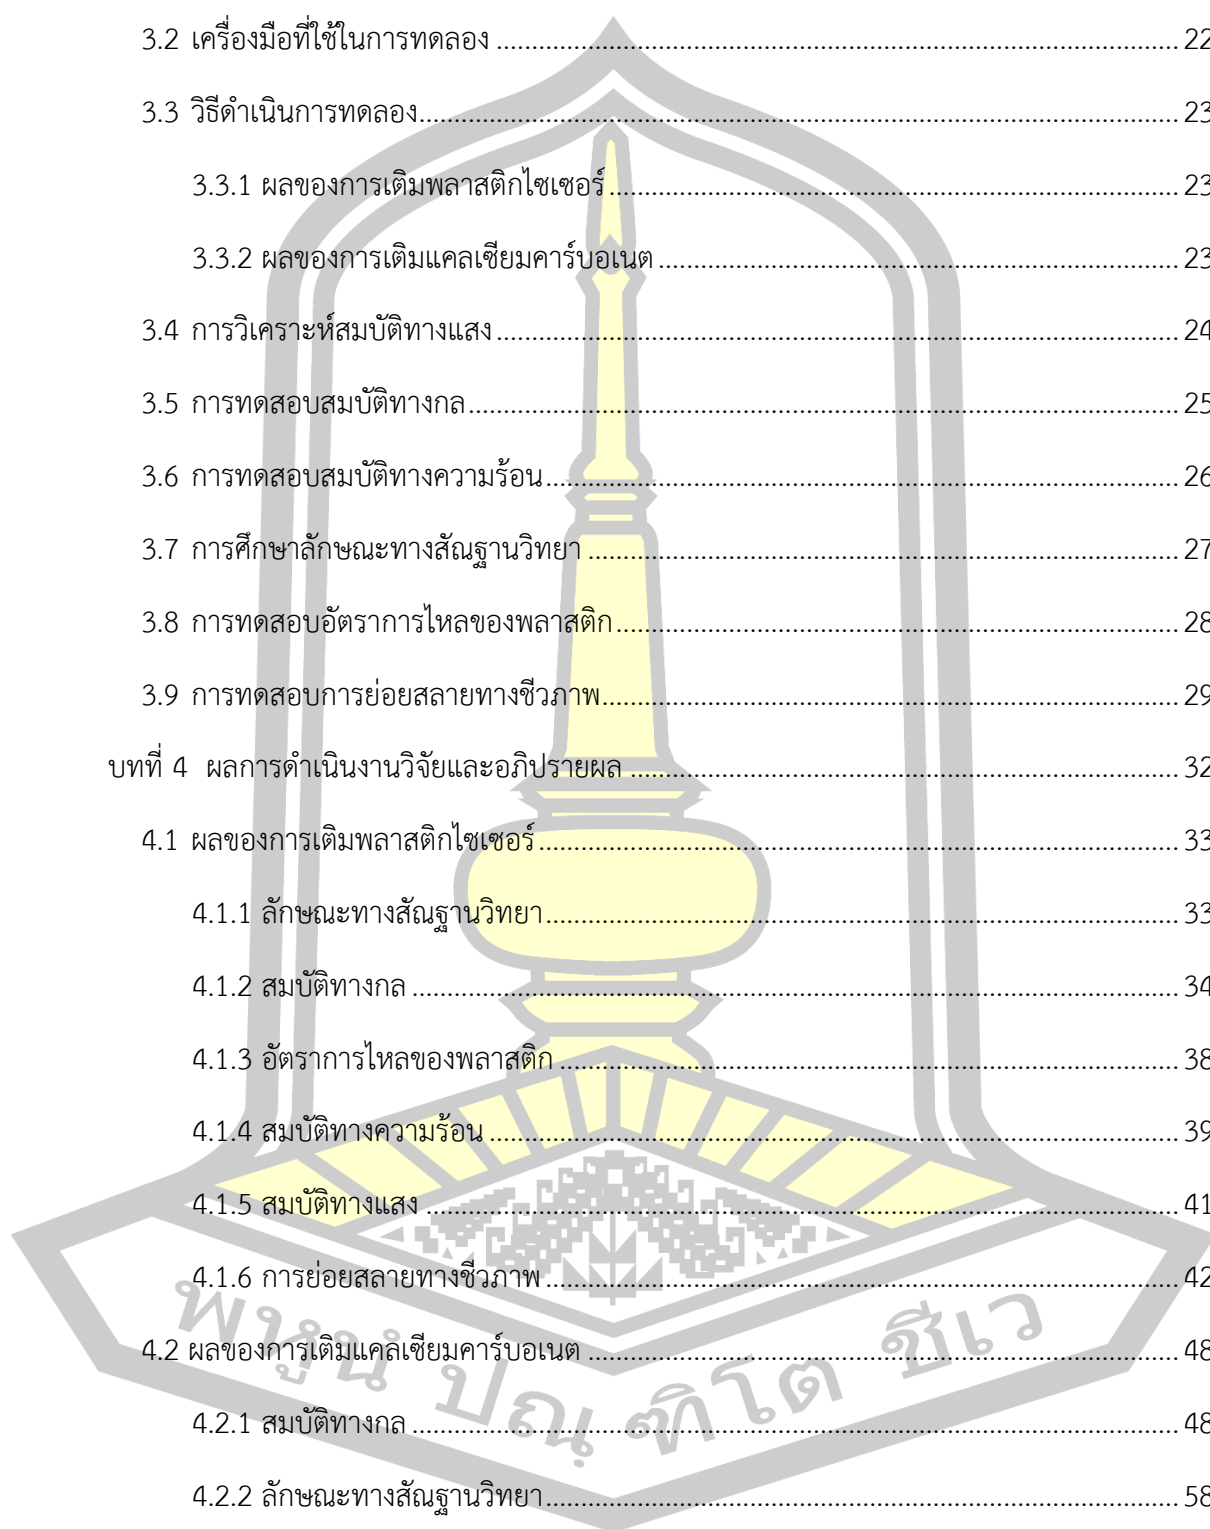 3.2 เครื่องมือที่ใช้ในการทดลอง ........ 22
3.3 วิธีดำเนินการทดลอง ........ 23
3.3.1 ผลของการเติมพลาสติกไซเซอร์ ........ 23
3.3.2 ผลของการเติมแคลเซียมคาร์บอเนต ........ 23
3.4 การวิเคราะห์สมบัติทางแสง ........ 24
3.5 การทดสอบสมบัติทางกล ........ 25
3.6 การทดสอบสมบัติทางความร้อน ........ 26
3.7 การศึกษาลักษณะทางสัณฐานวิทยา ........ 27
3.8 การทดสอบอัตราการไหลของพลาสติก ........ 28
3.9 การทดสอบการย่อยสลายทางชีวภาพ ........ 29
บทที่ 4 ผลการดำเนินงานวิจัยและอภิปรายผล ........ 32
4.1 ผลของการเติมพลาสติกไซเซอร์ ........ 33
4.1.1 ลักษณะทางสัณฐานวิทยา ........ 33
4.1.2 สมบัติทางกล ........ 34
4.1.3 อัตราการไหลของพลาสติก ........ 38
4.1.4 สมบัติทางความร้อน ........ 39
4.1.5 สมบัติทางแสง ........ 41
4.1.6 การย่อยสลายทางชีวภาพ ........ 42
4.2 ผลของการเติมแคลเซียมคาร์บอเนต ........ 48
4.2.1 สมบัติทางกล ........ 48
4.2.2 ลักษณะทางสัณฐานวิทยา ........ 58
พหูนํ ปณฺฑิโต ชีเว